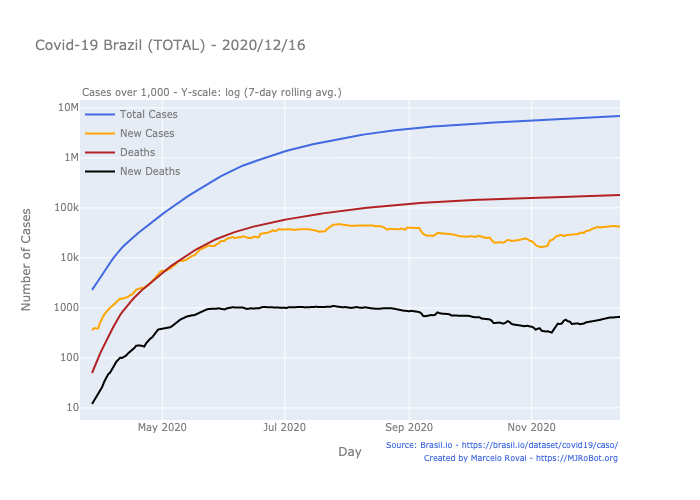 Covid-19 Brazil (TOTAL) - 2020/12/16
Cases over 1,000 - Y-scale: log (7-day rolling avg.)
10M
1M
100k
10k
1000
100
10
Number of Cases
Total Cases
New Cases
Deaths
New Deaths
May 2020 Jul 2020 Sep 2020 Nov 2020
Day
Source: Brasil.io - https://brasil.io/dataset/covid19/caso/
Created by Marcelo Rovai - https://MJRoBot.org